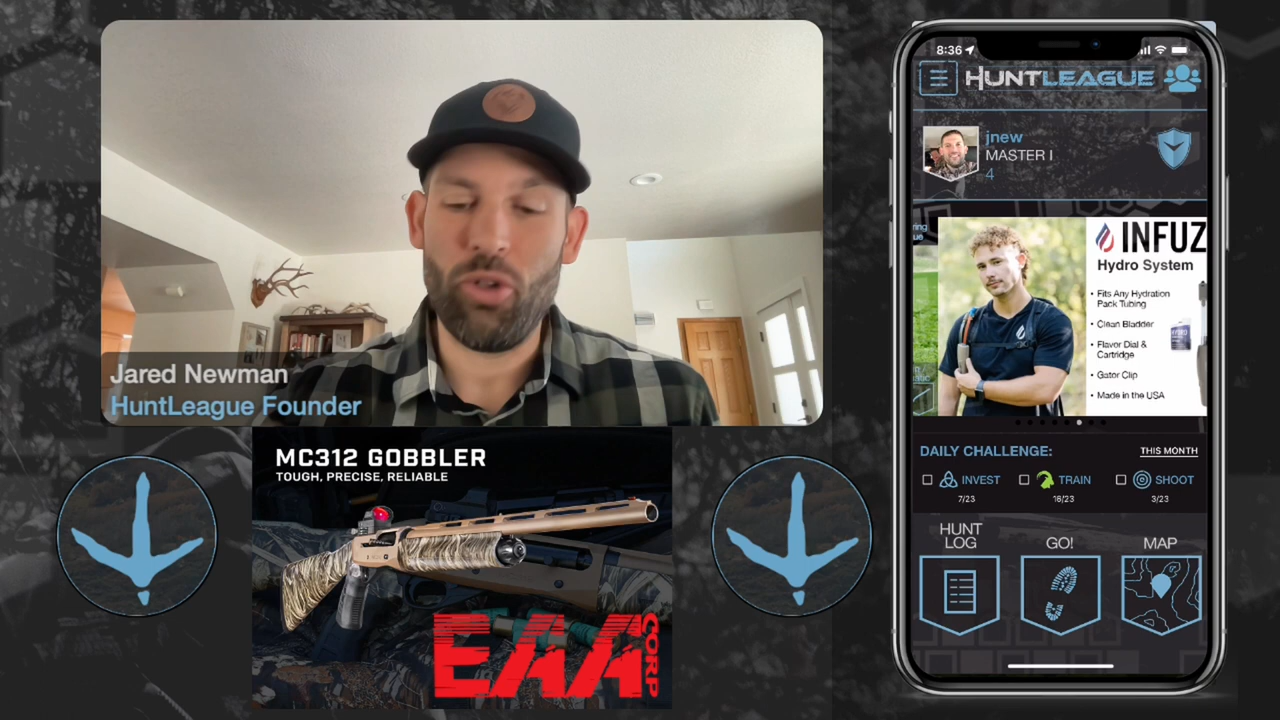 Jared Newman
HuntLeague Founder
MC312 GOBBLER
TOUGH, PRECISE, RELIABLE
EAA
CORP
8:36
HUNTLEAGUE
jnew
MASTER I
4
INFUZ
Hydro System
• Fits Any Hydration
Pack Tubing
• Clean Bladder
• Flavor Dial &
Cartridge
• Gator Clip
• Made in the USA
DAILY CHALLENGE:
THIS MONTH
INVEST
TRAIN
SHOOT
7/23
16/23
3/23
HUNT
LOG
GO!
MAP